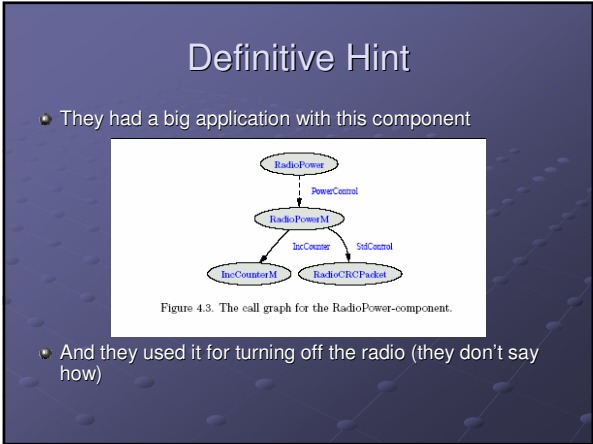 Definitive Hint
They had a big application with this component
RadioPower
PowerControl
RadioPowerM
IncCounter
StdControl
IncCounterM
RadioCRCPacket
Figure 4.3. The call graph for the RadioPower-component.
And they used it for turning off the radio (they don't say
how)